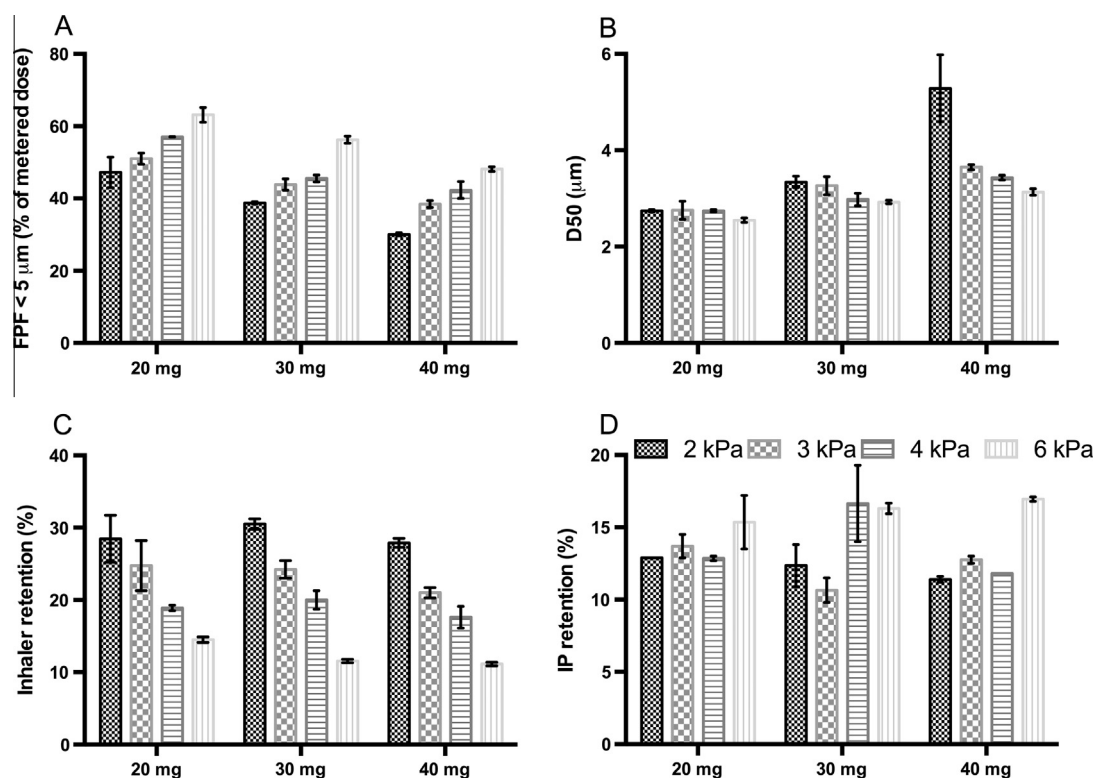 A
FPF < 5 μm (% of metered dose)
80
60
40
20
0
20 mg 30 mg 40 mg
B
D50 (μm)
6
4
2
0
20 mg 30 mg 40 mg
C
Inhaler retention (%)
40
30
20
10
0
20 mg 30 mg 40 mg
D
2 kPa 3 kPa 4 kPa 6 kPa
IP retention (%)
20
15
10
5
0
20 mg 30 mg 40 mg